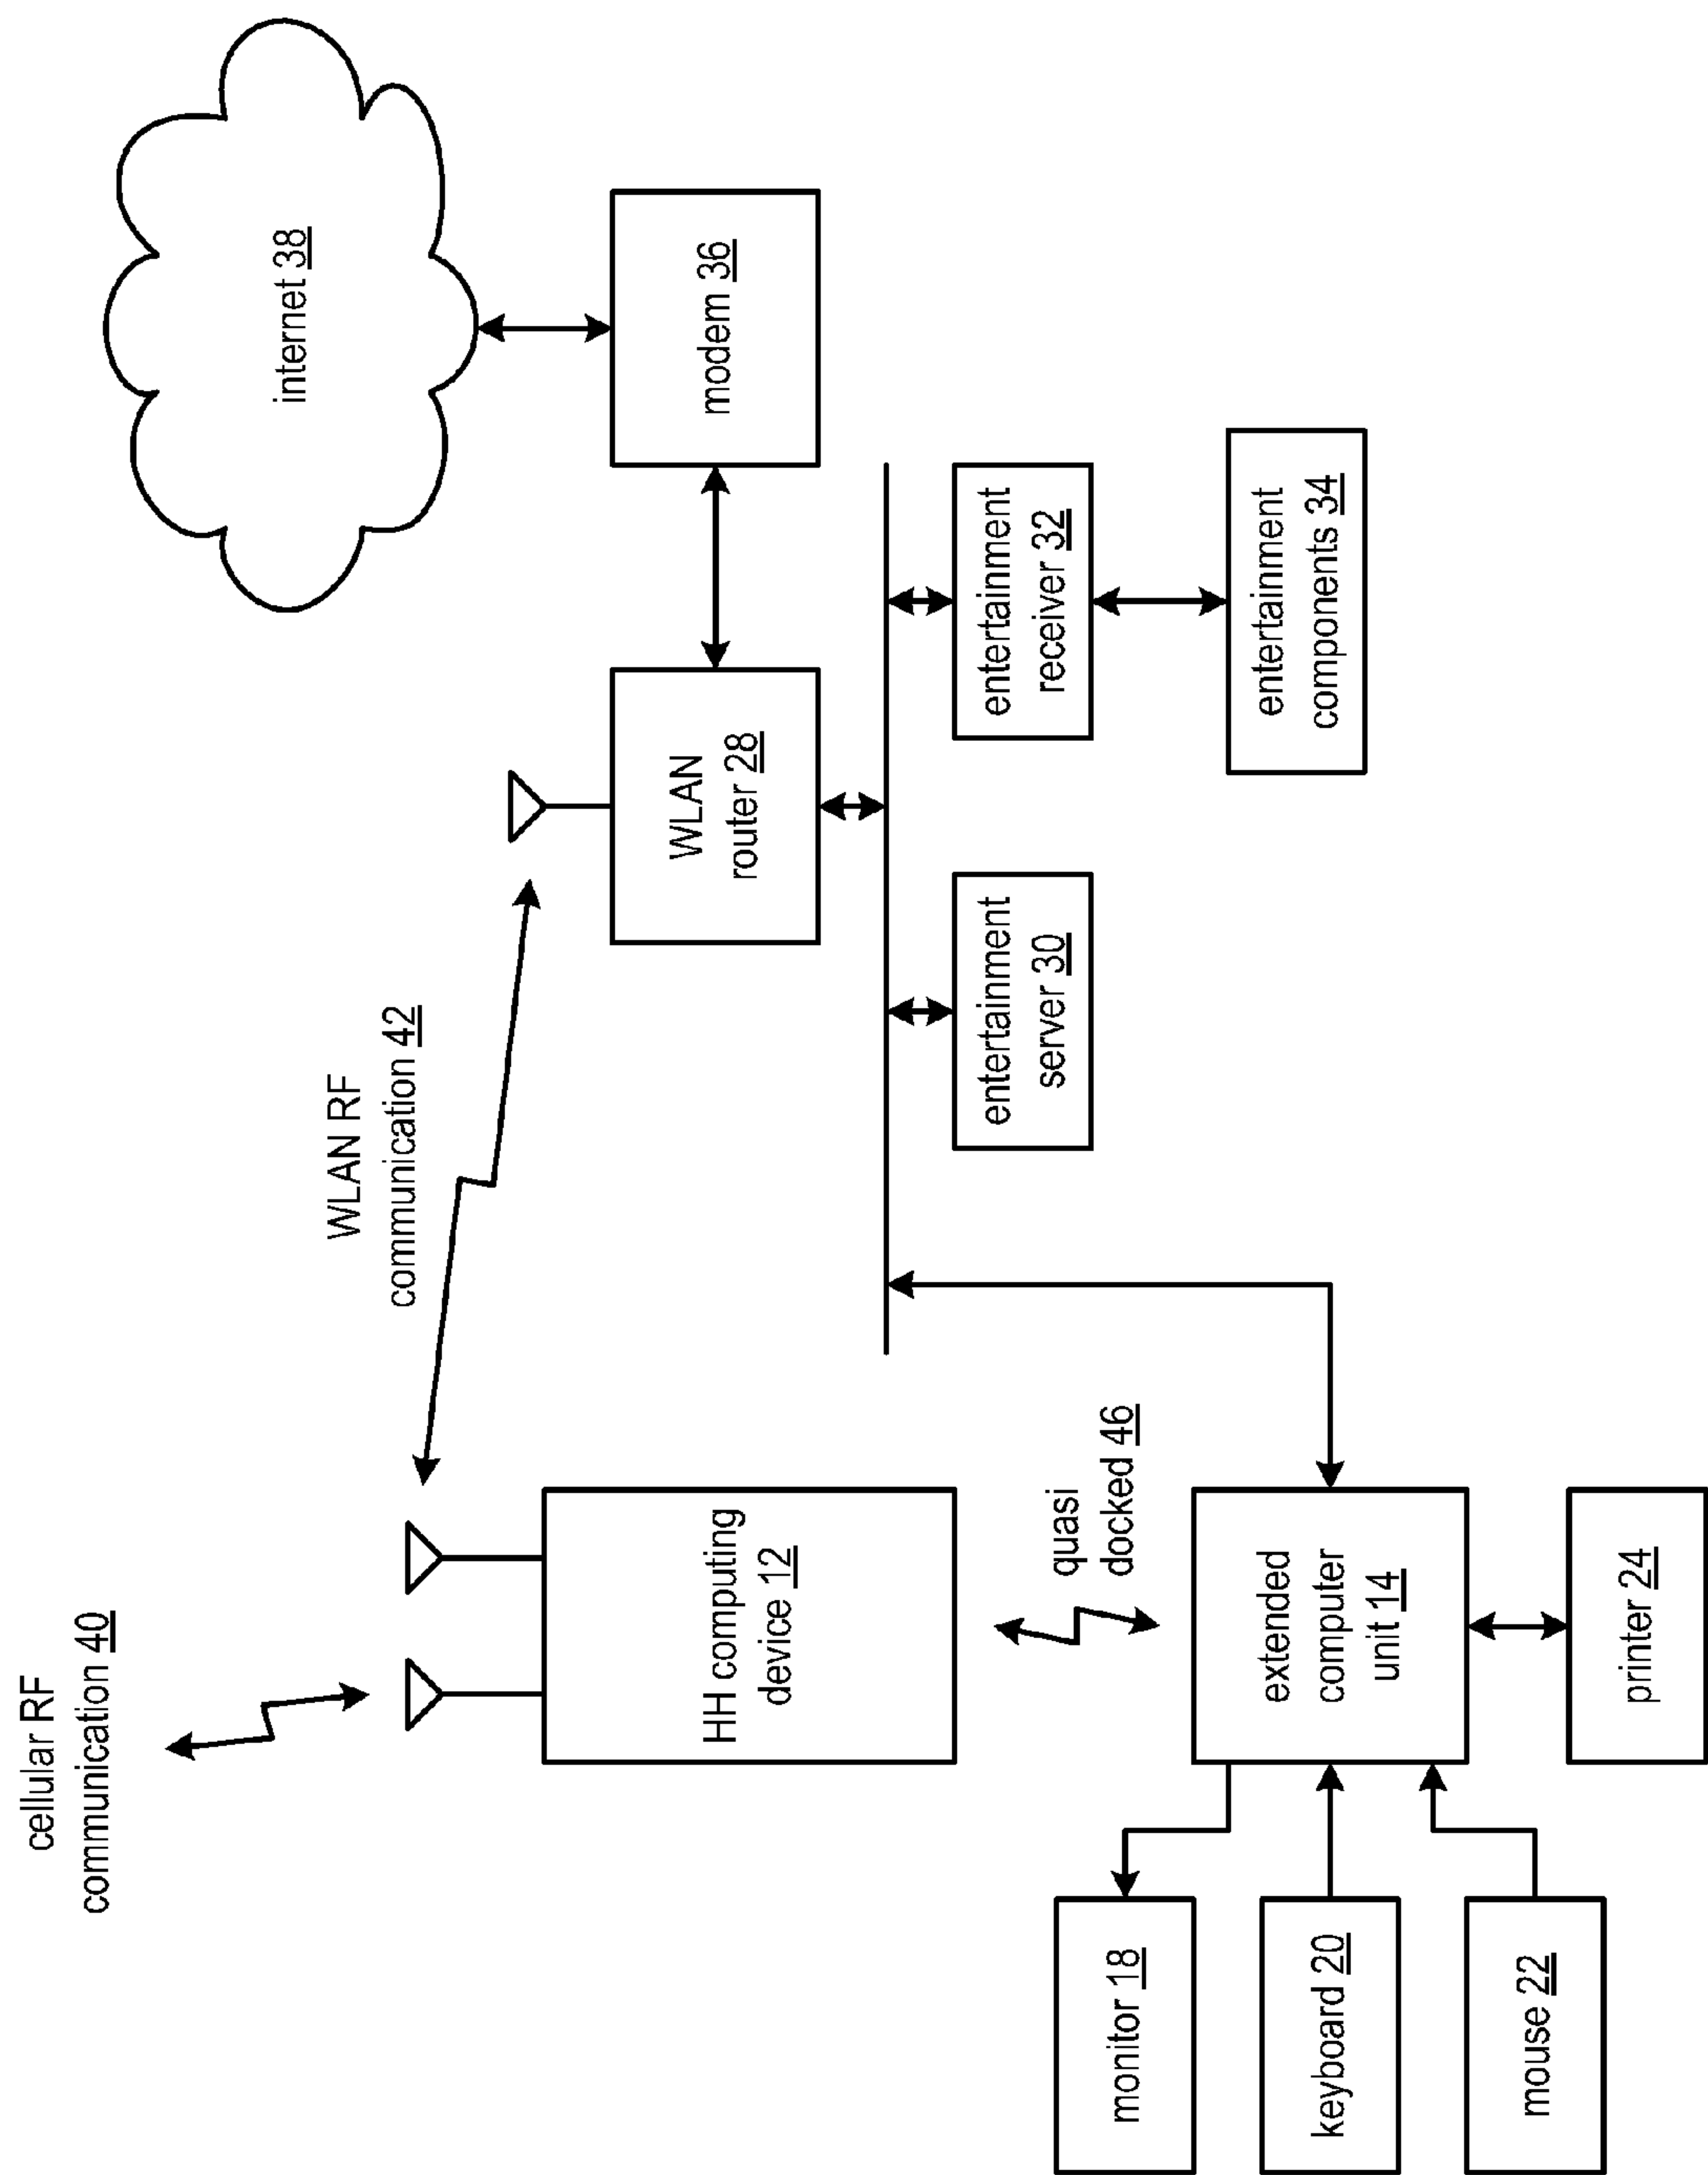 cellular RF
communication 40
WLAN RF
communication 42
internet 38
HH computing
device 12
WLAN
router 28
modem 36
quasi
docked 46
entertainment
server 30
entertainment
receiver 32
monitor 18
extended
computer
unit 14
entertainment
components 34
keyboard 20
mouse 22
printer 24